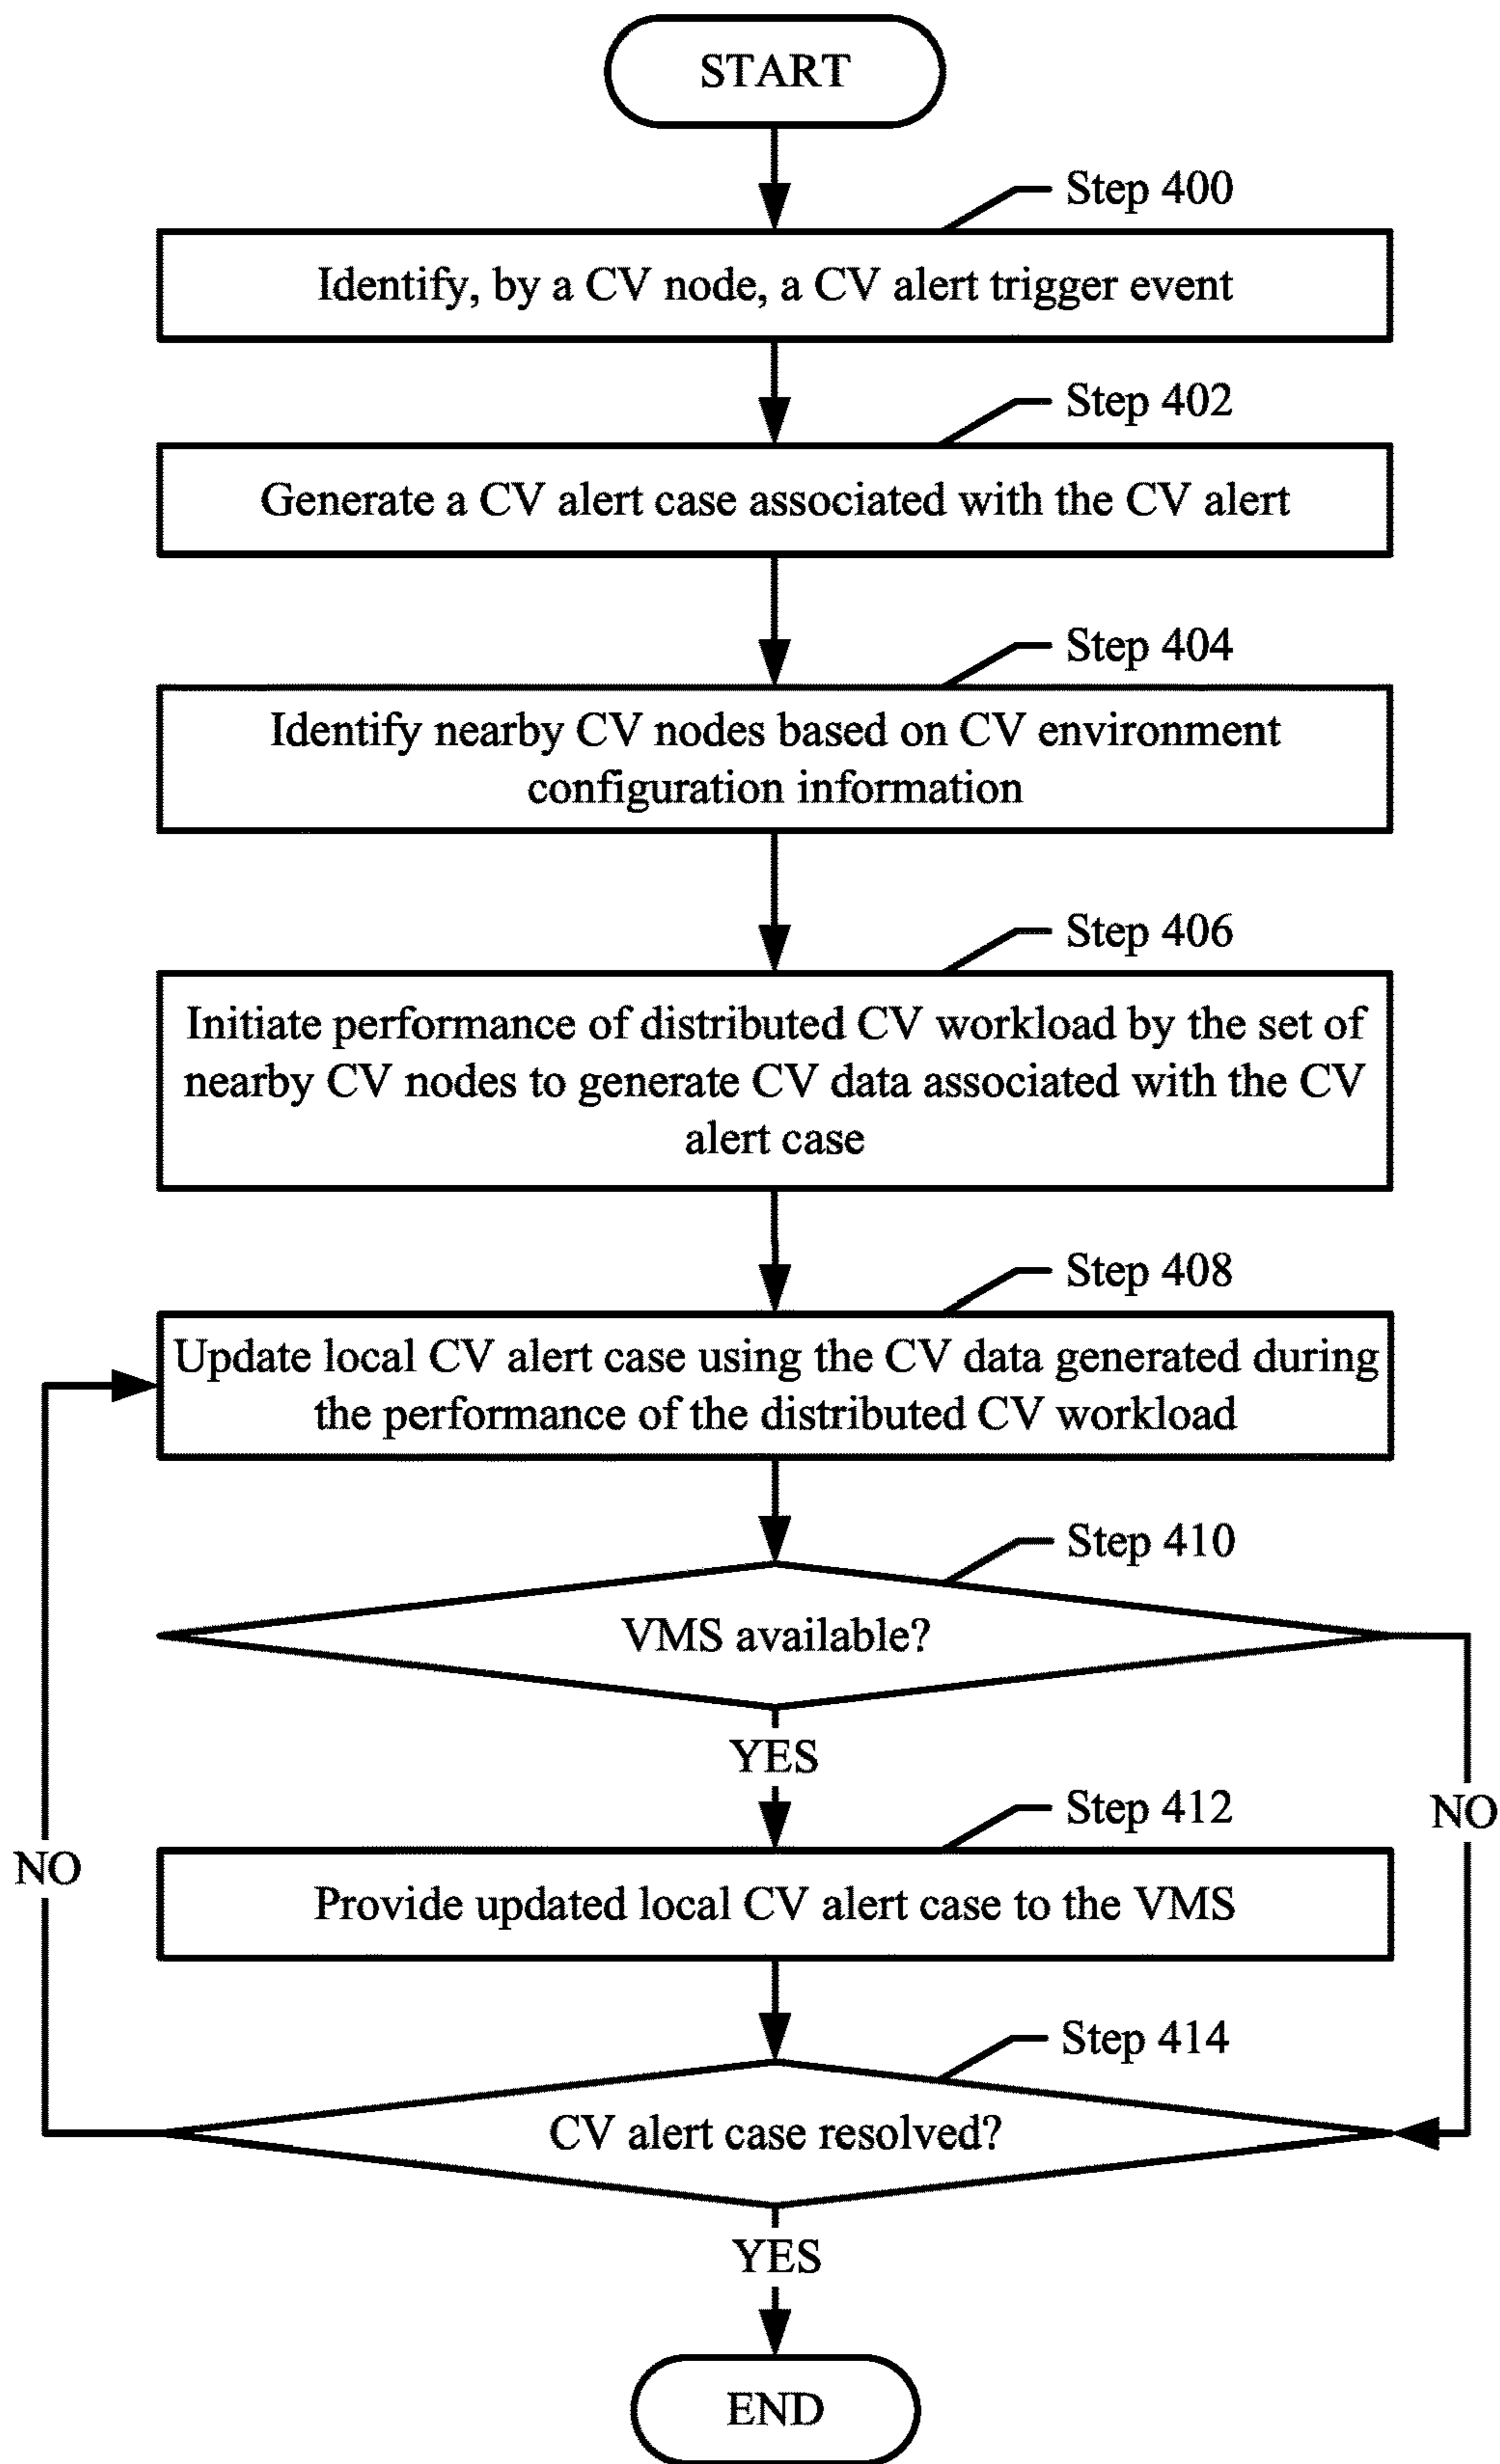 START
Step 400
Identify, by a CV node, a CV alert trigger event
Step 402
Generate a CV alert case associated with the CV alert
Step 404
Identify nearby CV nodes based on CV environment
configuration information
Step 406
Initiate performance of distributed CV workload by the set of
nearby CV nodes to generate CV data associated with the CV
alert case
Step 408
Update local CV alert case using the CV data generated during
the performance of the distributed CV workload
Step 410
VMS available?
YES
Step 412
NO
NO
Provide updated local CV alert case to the VMS
Step 414
CV alert case resolved?
YES
END